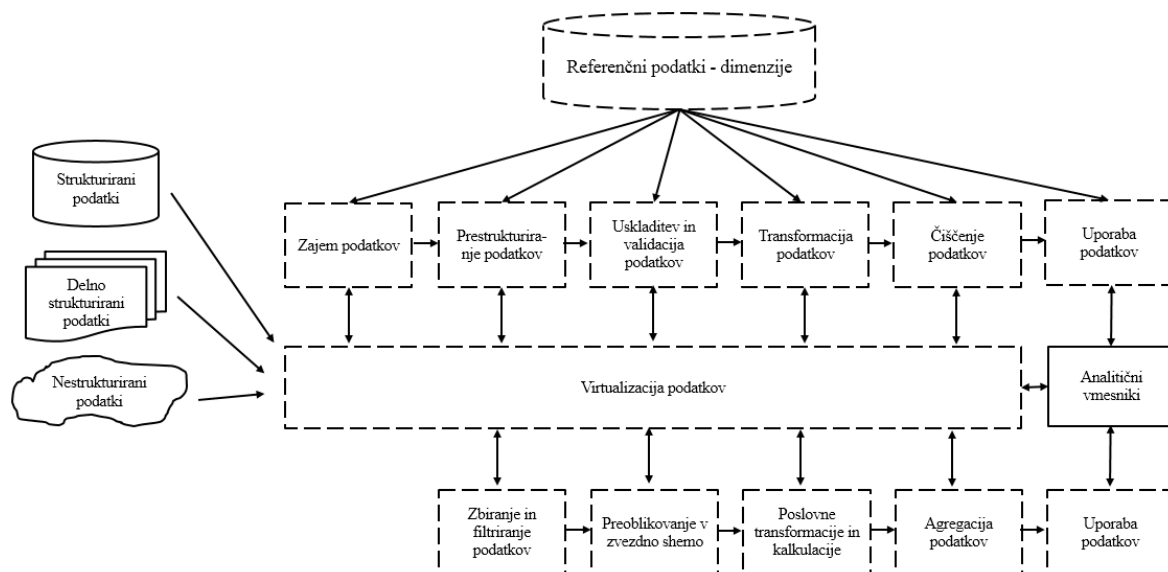 Referenčni podatki - dimenzije
Strukturirani
podatki
Delno
strukturirani
podatki
Nestrukturirani
podatki
Zajem podatkov
Prestrukturira-
nje podatkov
Uskladitev in
validacija
podatkov
Transformacija
podatkov
Čiščenje
podatkov
Uporaba
podatkov
Virtualizacija podatkov
Analitični
vmesniki
Zbiranje in
filtriranje
podatkov
Preoblikovanje v
zvezdno shemo
Poslovne
transformacije in
kalkulacije
Agregacija
podatkov
Uporaba
podatkov